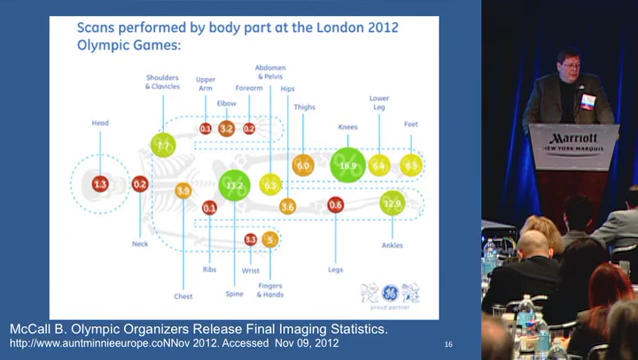 Scans performed by body part at the London 2012
Olympic Games:
Head
Shoulders
& Clavicles
Upper
Arm
Elbow
Forearm
Abdomen
& Pelvis
Hips
Thighs
Knees
Lower
Leg
Feet
1.3
0.2
7.7
3.9
0.1
3.2
0.2
0.1
13.2
6.5
3.6
6.0
0.6
16.9
6.4
6.5
12.9
3.3
5
Neck
Chest
Ribs
Spine
Wrist
Fingers
& Hands
Legs
Ankles
proud partner
McCall B. Olympic Organizers Release Final Imaging Statistics.
http://www.auntminnieeurope.coNNov 2012. Accessed Nov 09, 2012
16
Marriott
NEW YORK MARQUIS